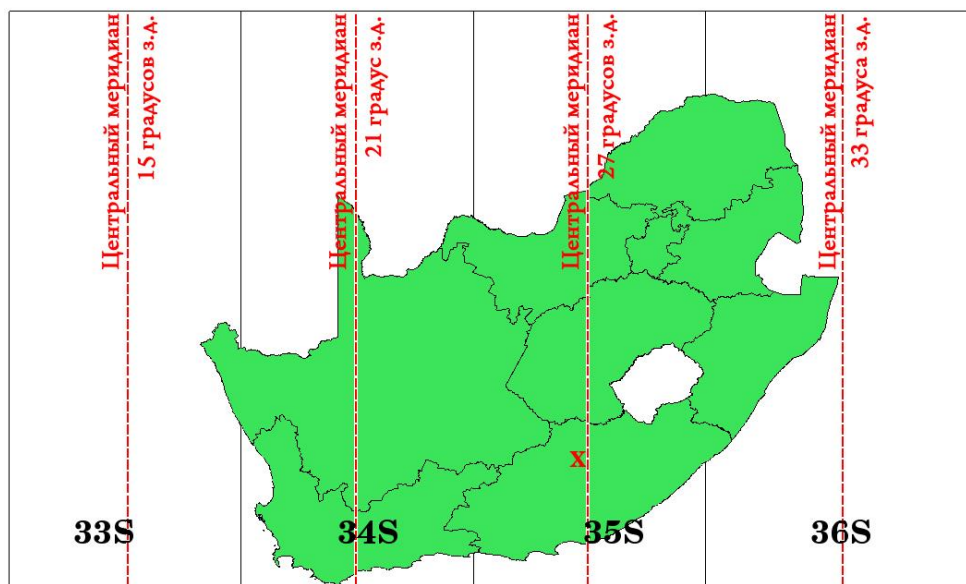 Центральный меридиан
15 градусов з.д.
Центральный меридиан
21 градус з.д.
Центральный меридиан
27 градусов з.д.
Центральный меридиан
33 градуса з.д.
x
33S
34S
35S
36S